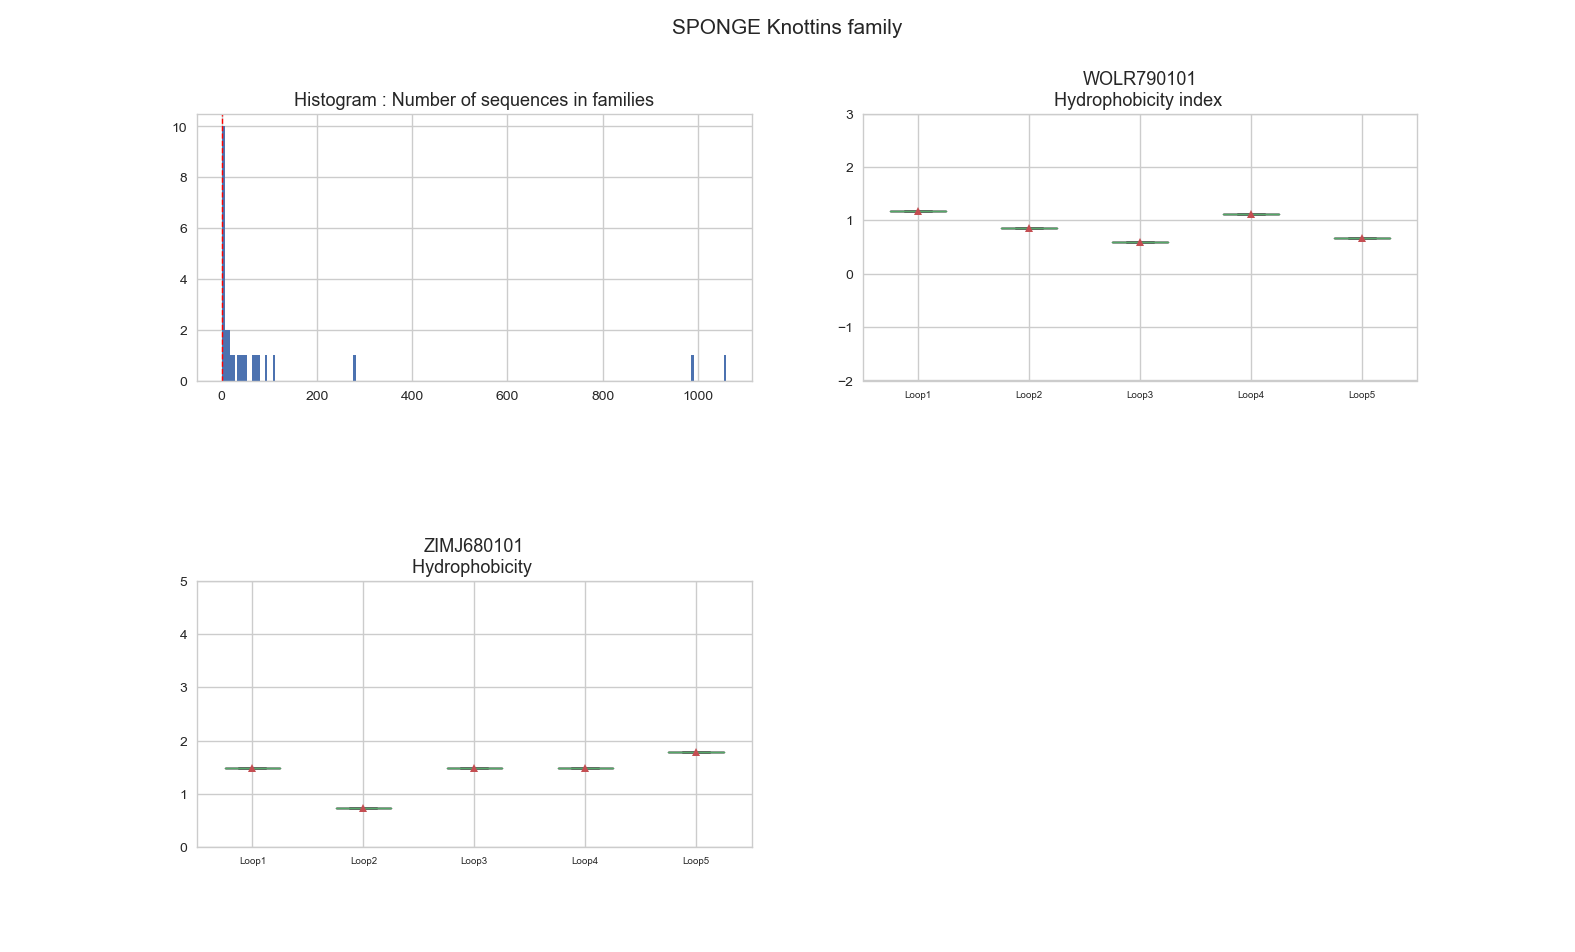 SPONGE Knottins family
Histogram : Number of sequences in families
10
8
6
4
2
0
0 200 400 600 800 1000
WOLR790101
Hydrophobicity index
3
2
1
0
−1
−2
Loop1 Loop2 Loop3 Loop4 Loop5
ZIMJ680101
Hydrophobicity
5
4
3
2
1
0
Loop1 Loop2 Loop3 Loop4 Loop5